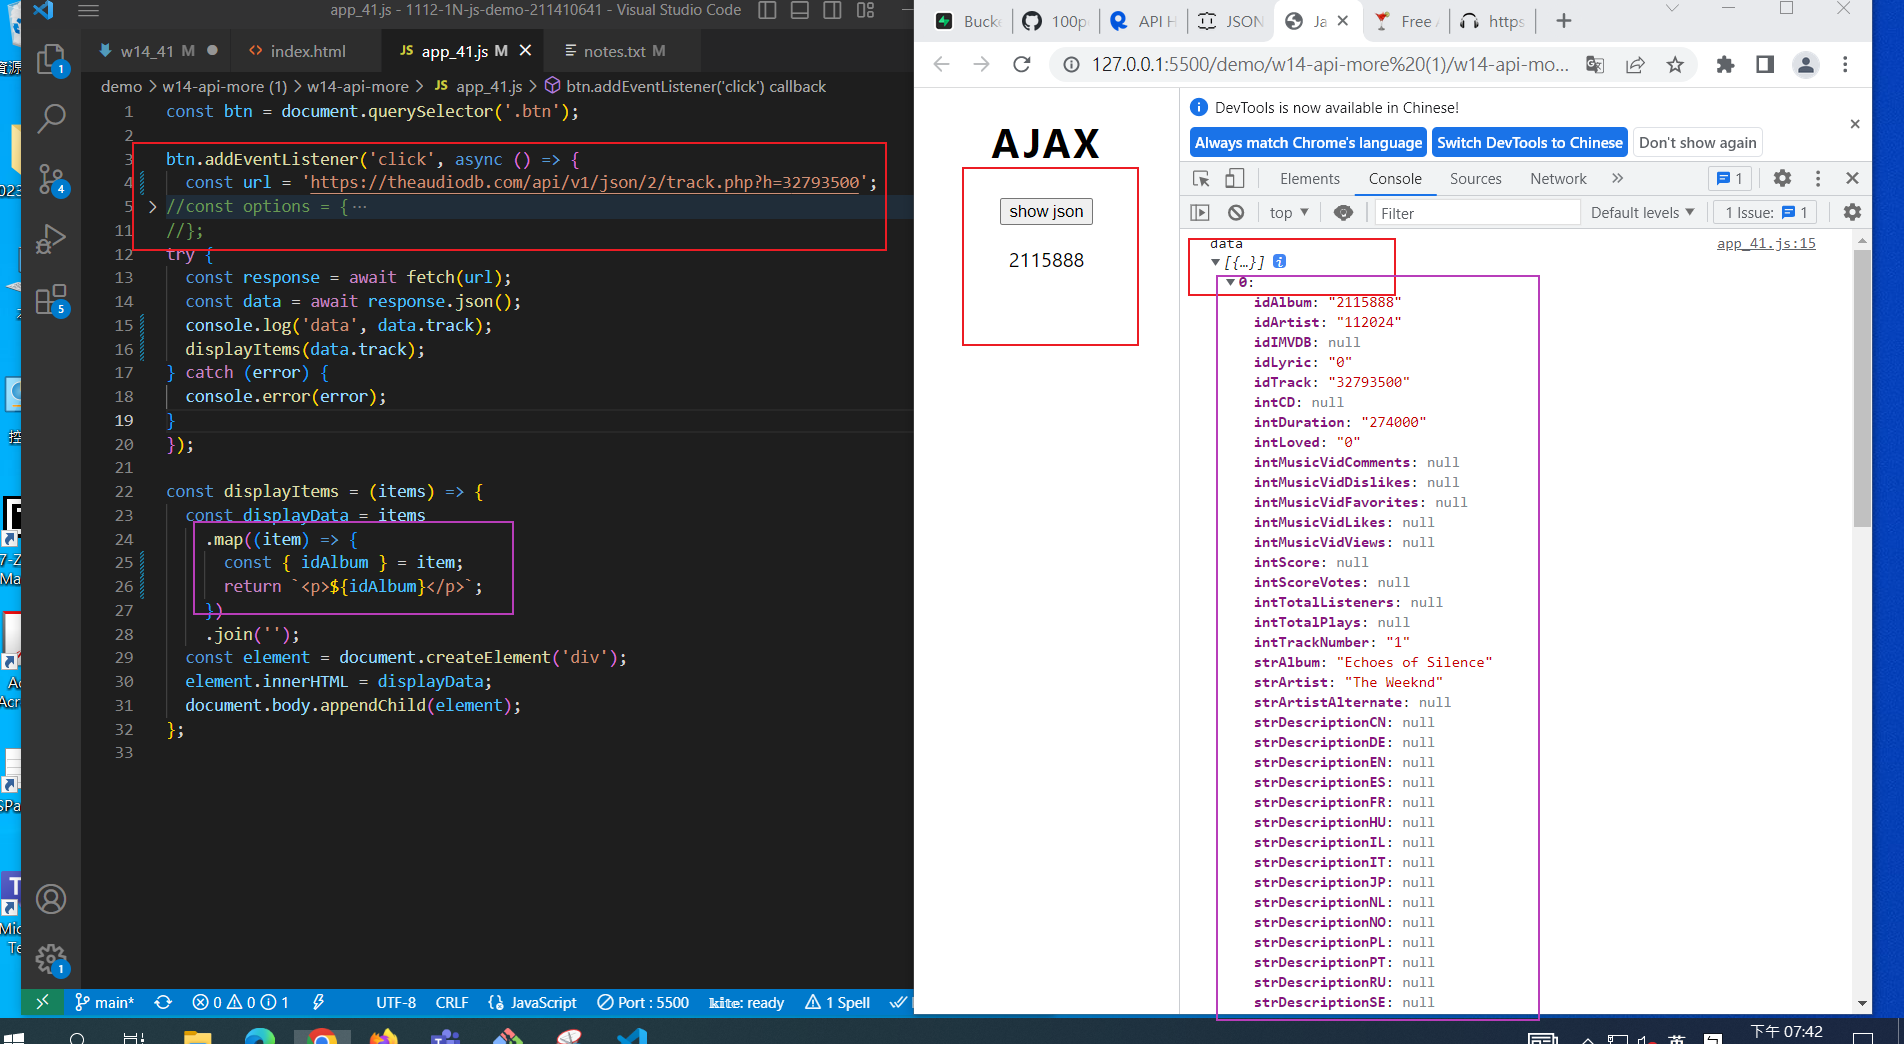 app_41.js - 1112-1N-js-demo-211410641 - Visual Studio Code
w14_41 M
index.html
JS app_41.js M
notes.txt M
demo > w14-api-more (1) > w14-api-more > JS app_41.js > btn.addEventListener('click') callback
1 const btn = document.querySelector('.btn');
2
3 btn.addEventListener('click', async () => {
4 const url = 'https://theaudiodb.com/api/v1/json/2/track.php?h=32793500';
5 //const options = {…
11 //};
12 try {
13 const response = await fetch(url);
14 const data = await response.json();
15 console.log('data', data.track);
16 displayItems(data.track);
17 } catch (error) {
18 console.error(error);
19 }
20 });
21
22 const displayItems = (items) => {
23 const displayData = items
24 .map((item) => {
25 const { idAlbum } = item;
26 return `<p>${idAlbum}</p>`;
27 })
28 .join('');
29 const element = document.createElement('div');
30 element.innerHTML = displayData;
31 document.body.appendChild(element);
32 };
33
1
4
5
1
main*
0 0 1
UTF-8
CRLF
JavaScript
Port : 5500
kite: ready
1 Spell
Bucke
100p
API H
JSON
Ja
Free
https
127.0.0.1:5500/demo/w14-api-more%20(1)/w14-api-mo...
AJAX
show json
2115888
DevTools is now available in Chinese!
Always match Chrome's language
Switch DevTools to Chinese
Don't show again
Elements
Console
Sources
Network
1
top
Filter
Default levels
1 Issue: 1
data
app_41.js:15
[{…}]
0:
idAlbum: "2115888"
idArtist: "112024"
idIMVDB: null
idLyric: "0"
idTrack: "32793500"
intCD: null
intDuration: "274000"
intLoved: "0"
intMusicVidComments: null
intMusicVidDislikes: null
intMusicVidFavorites: null
intMusicVidLikes: null
intMusicVidViews: null
intScore: null
intScoreVotes: null
intTotalListeners: null
intTotalPlays: null
intTrackNumber: "1"
strAlbum: "Echoes of Silence"
strArtist: "The Weeknd"
strArtistAlternate: null
strDescriptionCN: null
strDescriptionDE: null
strDescriptionEN: null
strDescriptionES: null
strDescriptionFR: null
strDescriptionHU: null
strDescriptionIL: null
strDescriptionIT: null
strDescriptionJP: null
strDescriptionNL: null
strDescriptionNO: null
strDescriptionPL: null
strDescriptionPT: null
strDescriptionRU: null
strDescriptionSE: null
英
下午 07:42